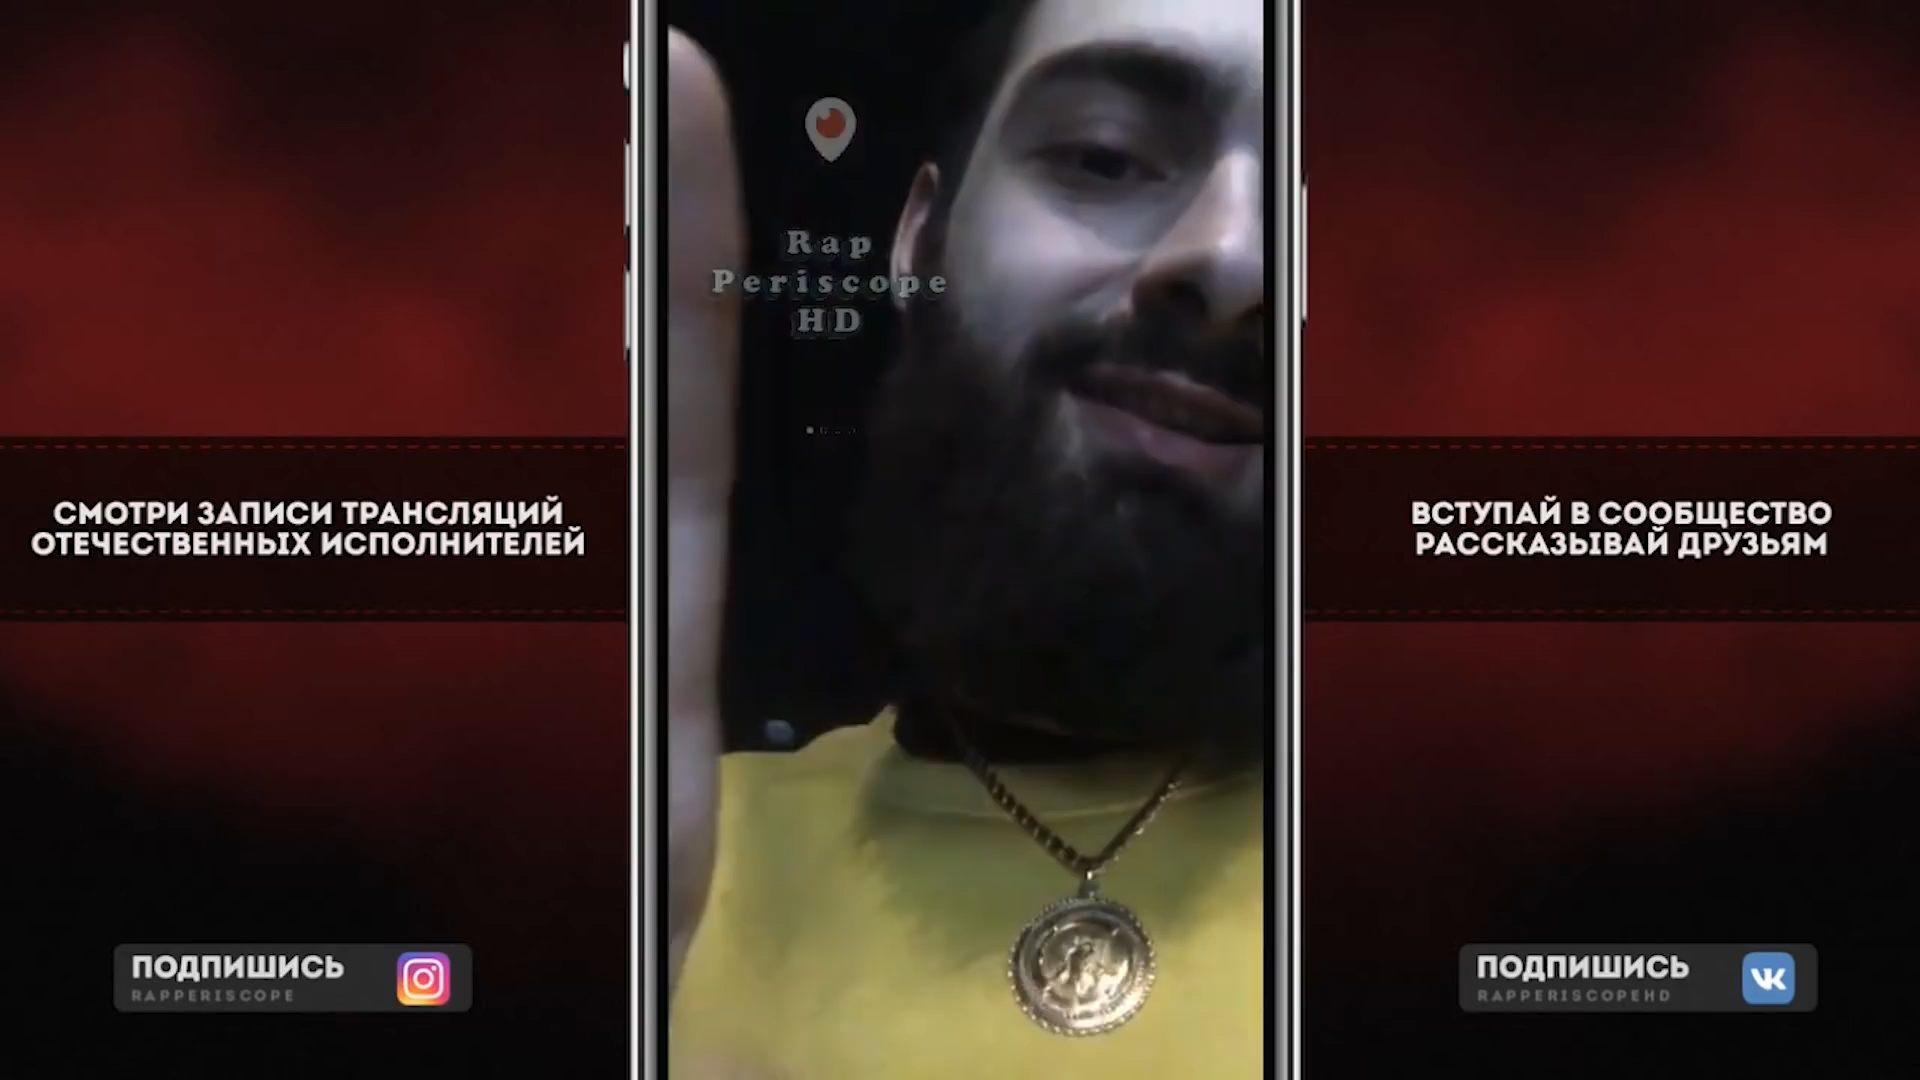 Rap
Periscope
HD
СМОТРИ ЗАПИСИ ТРАНСЛЯЦИЙ
ОТЕЧЕСТВЕННЫХ ИСПОЛНИТЕЛЕЙ
ВСТУПАЙ В СООБЩЕСТВО
РАССКАЗЫВАЙ ДРУЗЬЯМ
ПОДПИШИСЬ
RAPPERISCOPE
ПОДПИШИСЬ
RAPPERISCOPEHD